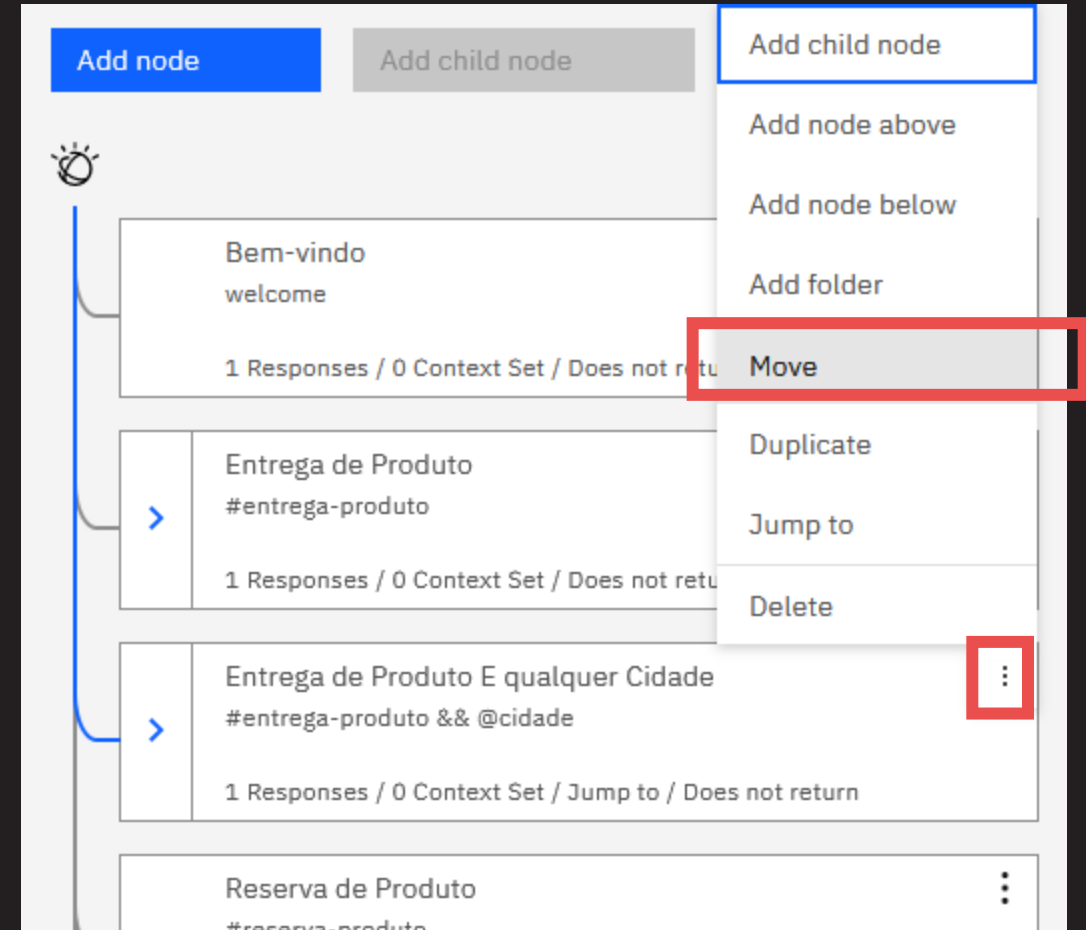 Add node
Add child node
Add child node
Add node above
Add node below
Add folder
Move
Duplicate
Jump to
Delete
Bem-vindo
welcome
1 Responses / 0 Context Set / Does not retu
Entrega de Produto
#entrega-produto
1 Responses / 0 Context Set / Does not retu
Entrega de Produto E qualquer Cidade
#entrega-produto && @cidade
1 Responses / 0 Context Set / Jump to / Does not return
Reserva de Produto
#reserva-produto